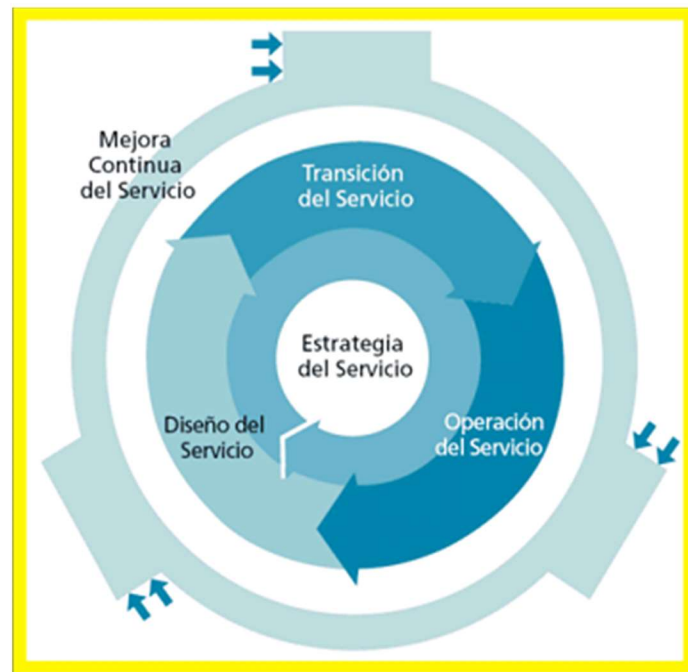 Mejora
Continua
del Servicio
Transición
del Servicio
Estrategia
del Servicio
Diseño del
Servicio
Operación
del Servicio